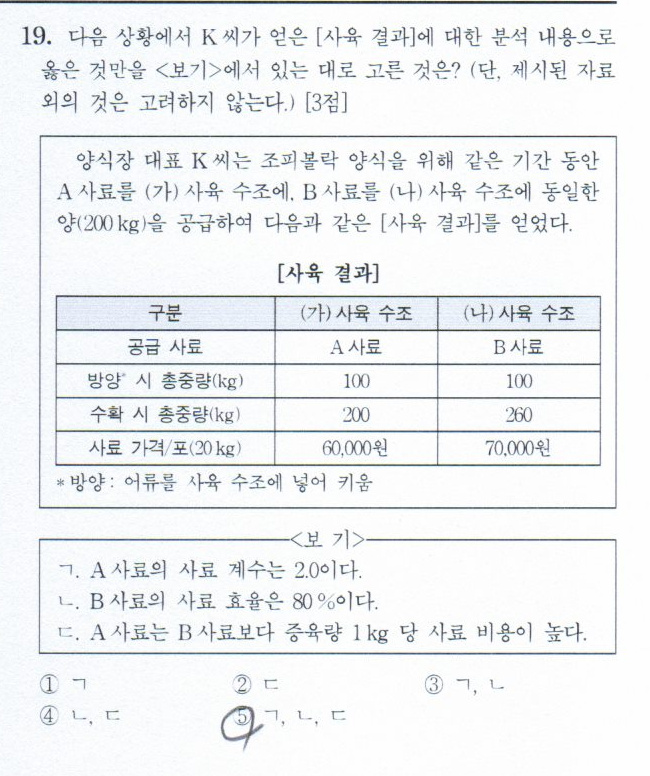 19. 다음 상황에서 K 씨가 얻은 [사육 결과]에 대한 분석 내용으로
옳은 것만을 <보기>에서 있는 대로 고른 것은? (단, 제시된 자료
외의 것은 고려하지 않는다.) [3점]
양식장 대표 K 씨는 조피볼락 양식을 위해 같은 기간 동안
A 사료를 (가) 사육 수조에, B 사료를 (나) 사육 수조에 동일한
양(200 kg)을 공급하여 다음과 같은 [사육 결과]를 얻었다.
[사육 결과]
구분 (가) 사육 수조 (나) 사육 수조
공급 사료 A 사료 B 사료
방양* 시 총중량(kg) 100 100
수확 시 총중량(kg) 200 260
사료 가격/포(20 kg) 60,000원 70,000원
* 방양 : 어류를 사육 수조에 넣어 키움
<보 기>
ㄱ. A 사료의 사료 계수는 2.0이다.
ㄴ. B 사료의 사료 효율은 80 %이다.
ㄷ. A 사료는 B 사료보다 증육량 1 kg 당 사료 비용이 높다.
① ㄱ ② ㄷ ③ ㄱ, ㄴ
④ ㄴ, ㄷ ⑤ ㄱ, ㄴ, ㄷ